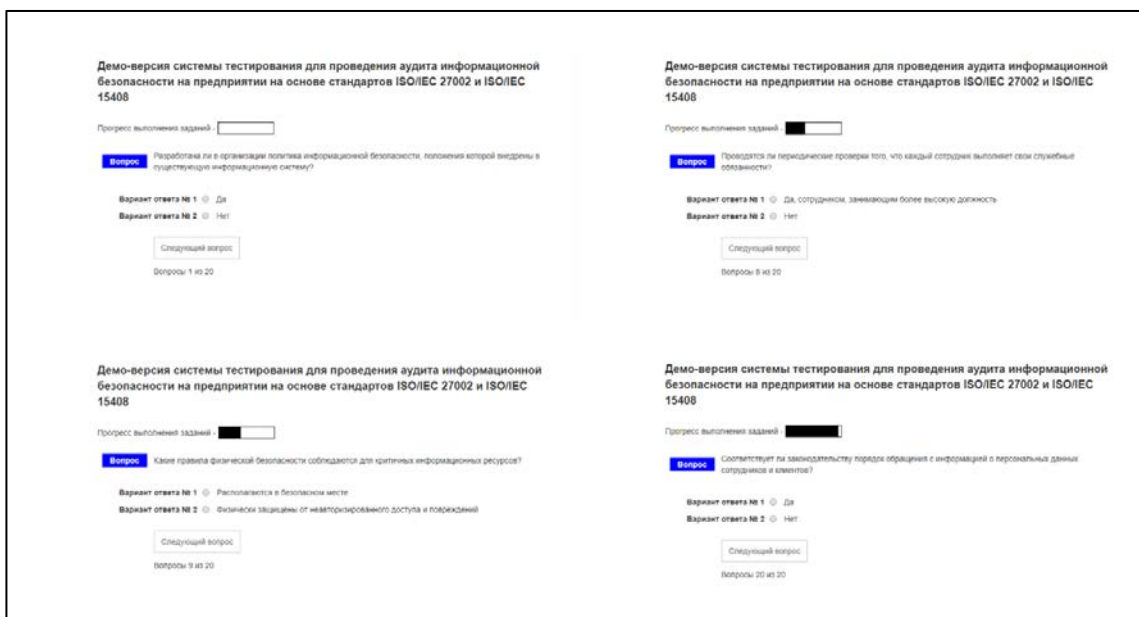 Демо-версия системы тестирования для проведения аудита информационной
безопасности на предприятии на основе стандартов ISO/IEC 27002 и ISO/IEC
15408
Прогресс выполнения заданий -
Вопрос Разработана ли в организации политика информационной безопасности, положения которой внедрены в
существующую информационную систему?
Вариант ответа № 1 Да
Вариант ответа № 2 Нет
Следующий вопрос
Вопросы 1 из 20
Демо-версия системы тестирования для проведения аудита информационной
безопасности на предприятии на основе стандартов ISO/IEC 27002 и ISO/IEC
15408
Прогресс выполнения заданий -
Вопрос Проводятся ли периодические проверки того, что каждый сотрудник выполняет свои служебные
обязанности?
Вариант ответа № 1 Да, сотрудником, занимающим более высокую должность
Вариант ответа № 2 Нет
Следующий вопрос
Вопросы 8 из 20
Демо-версия системы тестирования для проведения аудита информационной
безопасности на предприятии на основе стандартов ISO/IEC 27002 и ISO/IEC
15408
Прогресс выполнения заданий -
Вопрос Какие правила физической безопасности соблюдаются для критичных информационных ресурсов?
Вариант ответа № 1 Располагаются в безопасном месте
Вариант ответа № 2 Физически защищены от неавторизированного доступа и повреждений
Следующий вопрос
Вопросы 9 из 20
Демо-версия системы тестирования для проведения аудита информационной
безопасности на предприятии на основе стандартов ISO/IEC 27002 и ISO/IEC
15408
Прогресс выполнения заданий -
Вопрос Соответствует ли законодательству порядок обращения с информацией о персональных данных
сотрудников и клиентов?
Вариант ответа № 1 Да
Вариант ответа № 2 Нет
Следующий вопрос
Вопросы 20 из 20